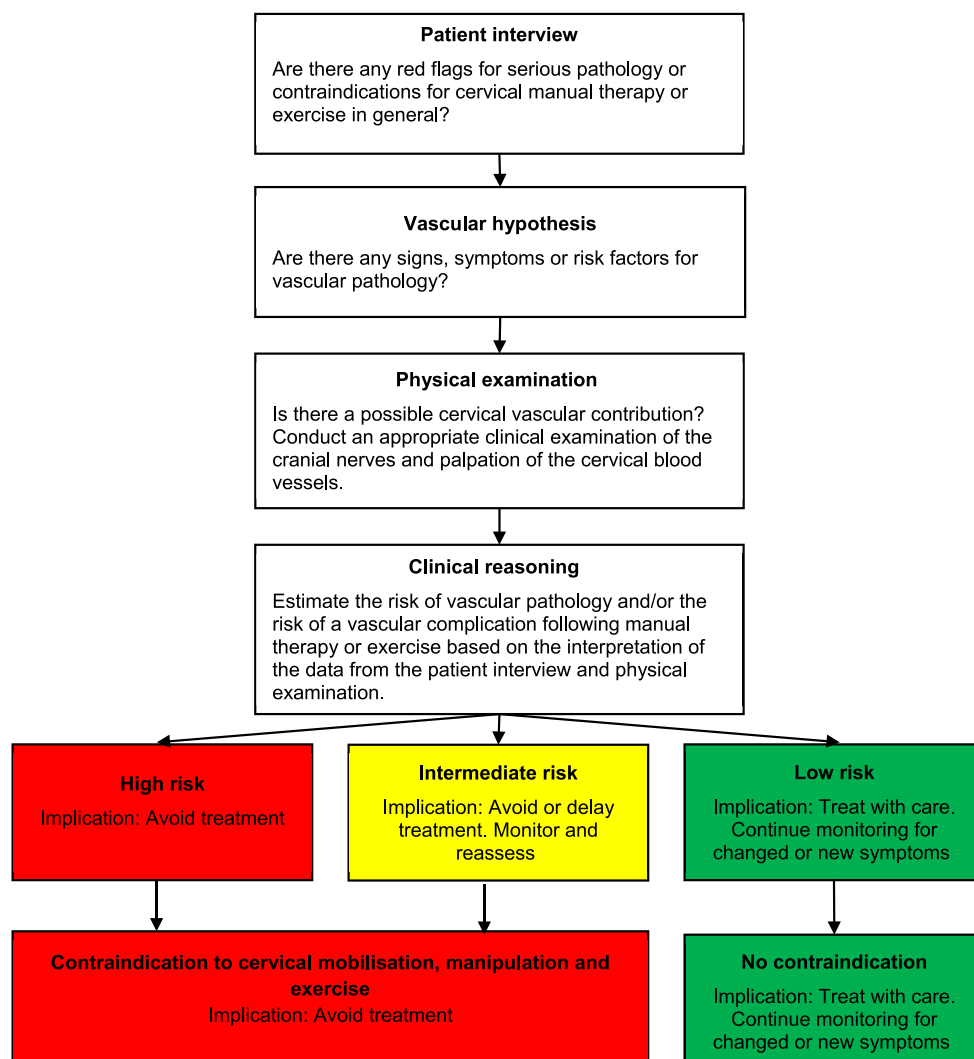 Patient interview
Are there any red flags for serious pathology or
contraindications for cervical manual therapy or
exercise in general?
Vascular hypothesis
Are there any signs, symptoms or risk factors for
vascular pathology?
Physical examination
Is there a possible cervical vascular contribution?
Conduct an appropriate clinical examination of the
cranial nerves and palpation of the cervical blood
vessels.
Clinical reasoning
Estimate the risk of vascular pathology and/or the
risk of a vascular complication following manual
therapy or exercise based on the interpretation of
the data from the patient interview and physical
examination.
High risk
Implication: Avoid treatment
Intermediate risk
Implication: Avoid or delay
treatment. Monitor and
reassess
Low risk
Implication: Treat with care.
Continue monitoring for
changed or new symptoms
Contraindication to cervical mobilisation, manipulation and
exercise
Implication: Avoid treatment
No contraindication
Implication: Treat with care.
Continue monitoring for
changed or new symptoms